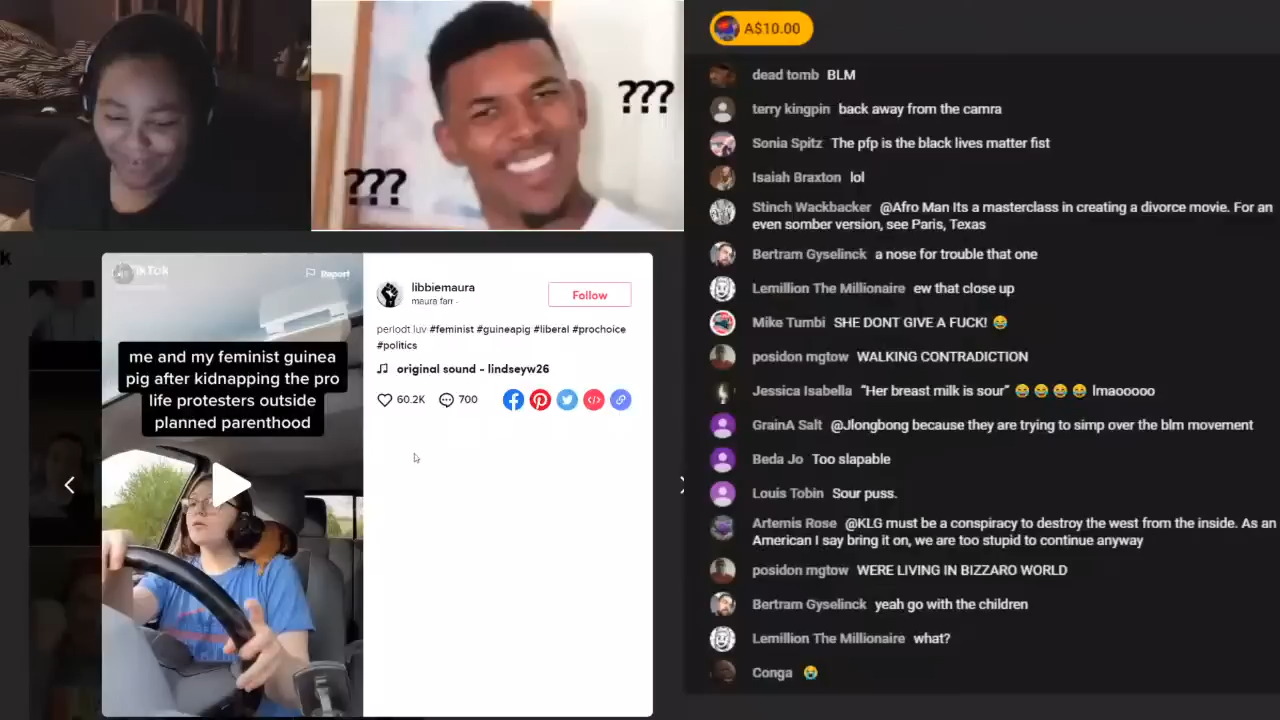 ???
???
A$10.00
dead tomb BLM
terry kingpin back away from the camra
Sonia Spitz The pfp is the black lives matter fist
Isaiah Braxton lol
Stinch Wackbacker @Afro Man Its a masterclass in creating a divorce movie. For an
even somber version, see Paris, Texas
Bertram Gyselinck a nose for trouble that one
Lemillion The Millionaire ew that close up
Mike Tumbi SHE DONT GIVE A FUCK! 😂
posidon mgtow WALKING CONTRADICTION
Jessica Isabella “Her breast milk is sour” 😂 😂 😂 😂 lmaooooo
GrainA Salt @Jlongbong because they are trying to simp over the blm movement
Beda Jo Too slapable
Louis Tobin Sour puss.
Artemis Rose @KLG must be a conspiracy to destroy the west from the inside. As an
American I say bring it on, we are too stupid to continue anyway
posidon mgtow WERE LIVING IN BIZZARO WORLD
Bertram Gyselinck yeah go with the children
Lemillion The Millionaire what?
Conga 😭
k
TikTok
Report
me and my feminist guinea
pig after kidnapping the pro
life protesters outside
planned parenthood
libbiemaura
maura farr ·
Follow
periodt luv #feminist #guineapig #liberal #prochoice
#politics
original sound - lindseyw26
60.2K 700